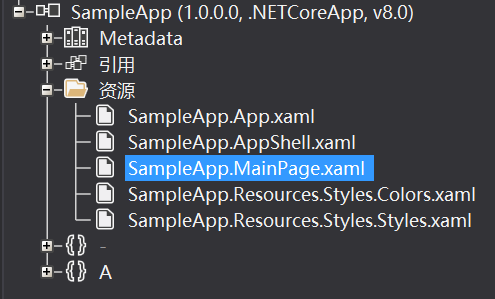 SampleApp (1.0.0.0, .NETCoreApp, v8.0)
Metadata
引用
资源
SampleApp.App.xaml
SampleApp.AppShell.xaml
SampleApp.MainPage.xaml
SampleApp.Resources.Styles.Colors.xaml
SampleApp.Resources.Styles.Styles.xaml
{} -
{} A